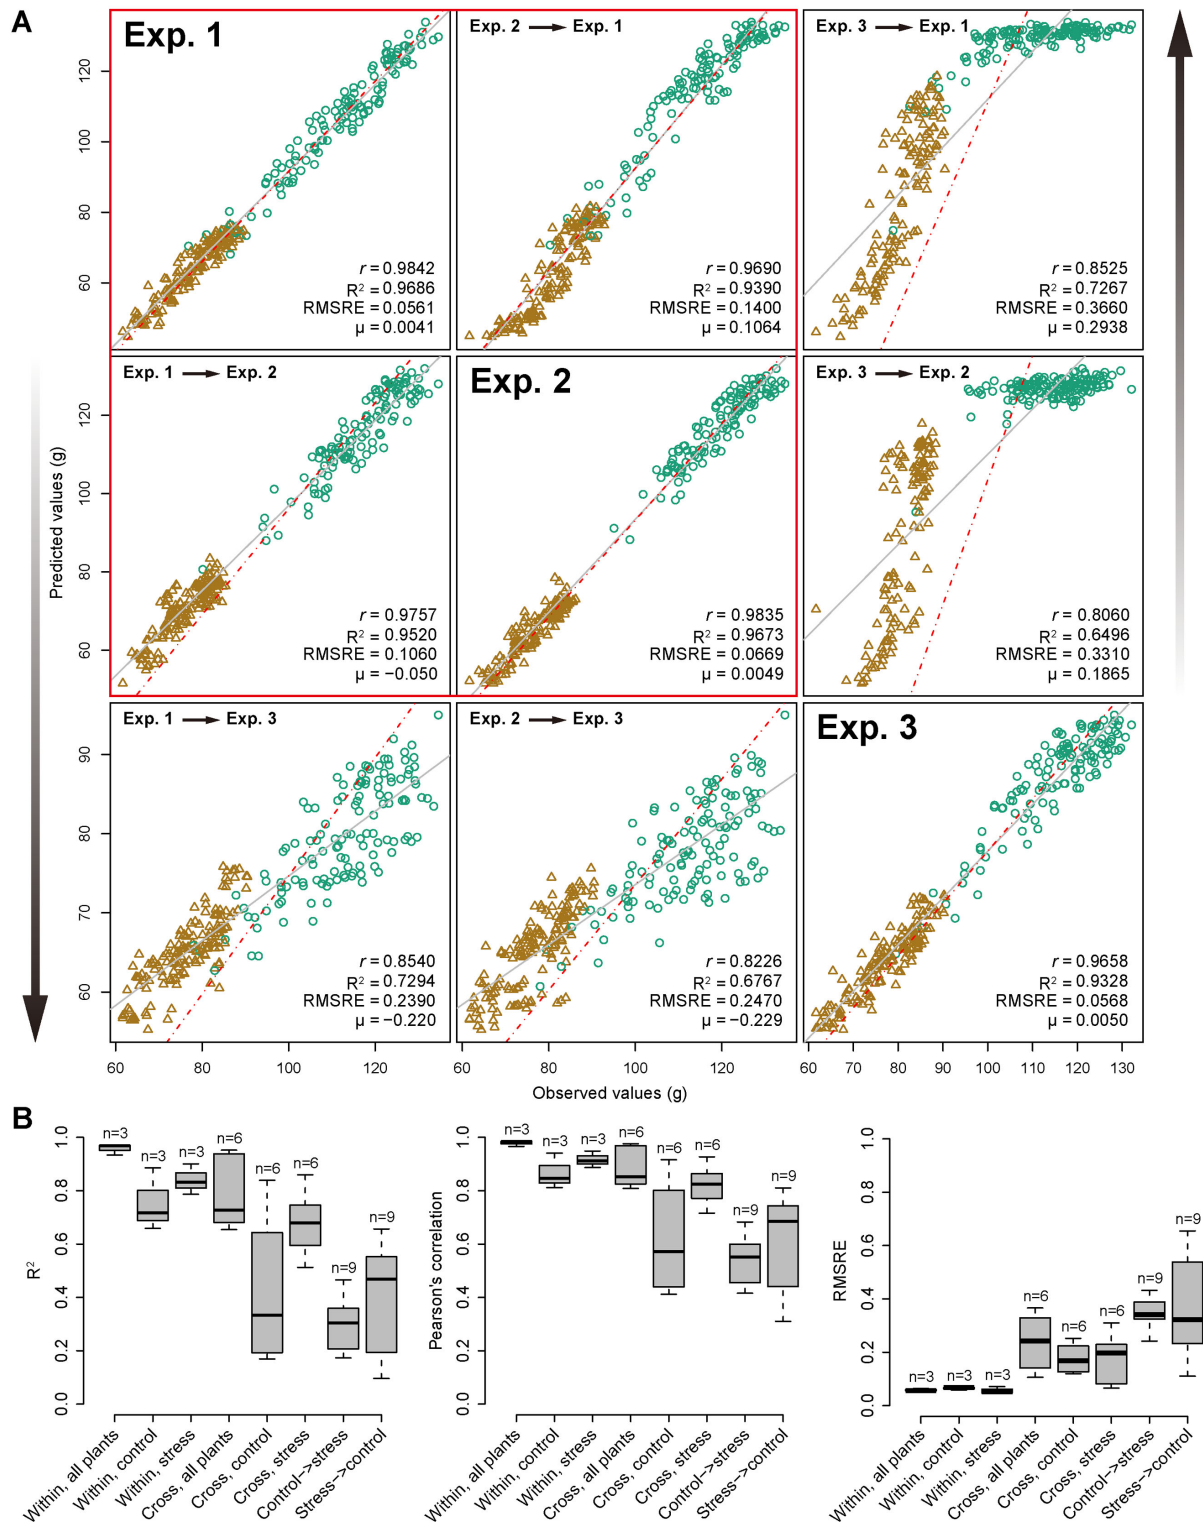 A
Exp. 1
Exp. 2 → Exp. 1
Exp. 3 → Exp. 1
120
100
80
60
r = 0.9842
R² = 0.9686
RMSRE = 0.0561
μ = 0.0041
r = 0.9690
R² = 0.9390
RMSRE = 0.1400
μ = 0.1064
r = 0.8525
R² = 0.7267
RMSRE = 0.3660
μ = 0.2938
Exp. 1 → Exp. 2
Exp. 2
Exp. 3 → Exp. 2
Predicted values (g)
120
100
80
60
r = 0.9757
R² = 0.9520
RMSRE = 0.1060
μ = −0.050
r = 0.9835
R² = 0.9673
RMSRE = 0.0669
μ = 0.0049
r = 0.8060
R² = 0.6496
RMSRE = 0.3310
μ = 0.1865
Exp. 1 → Exp. 3
Exp. 2 → Exp. 3
Exp. 3
90
80
70
60
r = 0.8540
R² = 0.7294
RMSRE = 0.2390
μ = −0.220
r = 0.8226
R² = 0.6767
RMSRE = 0.2470
μ = −0.229
r = 0.9658
R² = 0.9328
RMSRE = 0.0568
μ = 0.0050
60 80 100 120
60 80 100 120
60 70 80 90 100 110 120 130
Observed values (g)
B
R²
1.0
0.8
0.6
0.4
0.2
0.0
n=3
n=3
n=3
n=6
n=6
n=6
n=9
n=9
Within, all plants
Within, control
Within, stress
Cross, all plants
Cross, control
Cross, stress
Control->stress
Stress->control
Pearson's correlation
1.0
0.8
0.6
0.4
0.2
0.0
n=3
n=3
n=3
n=6
n=6
n=6
n=9
n=9
Within, all plants
Within, control
Within, stress
Cross, all plants
Cross, control
Cross, stress
Control->stress
Stress->control
RMSRE
1.0
0.8
0.6
0.4
0.2
0.0
n=3
n=3
n=3
n=6
n=6
n=6
n=9
n=9
Within, all plants
Within, control
Within, stress
Cross, all plants
Cross, control
Cross, stress
Control->stress
Stress->control